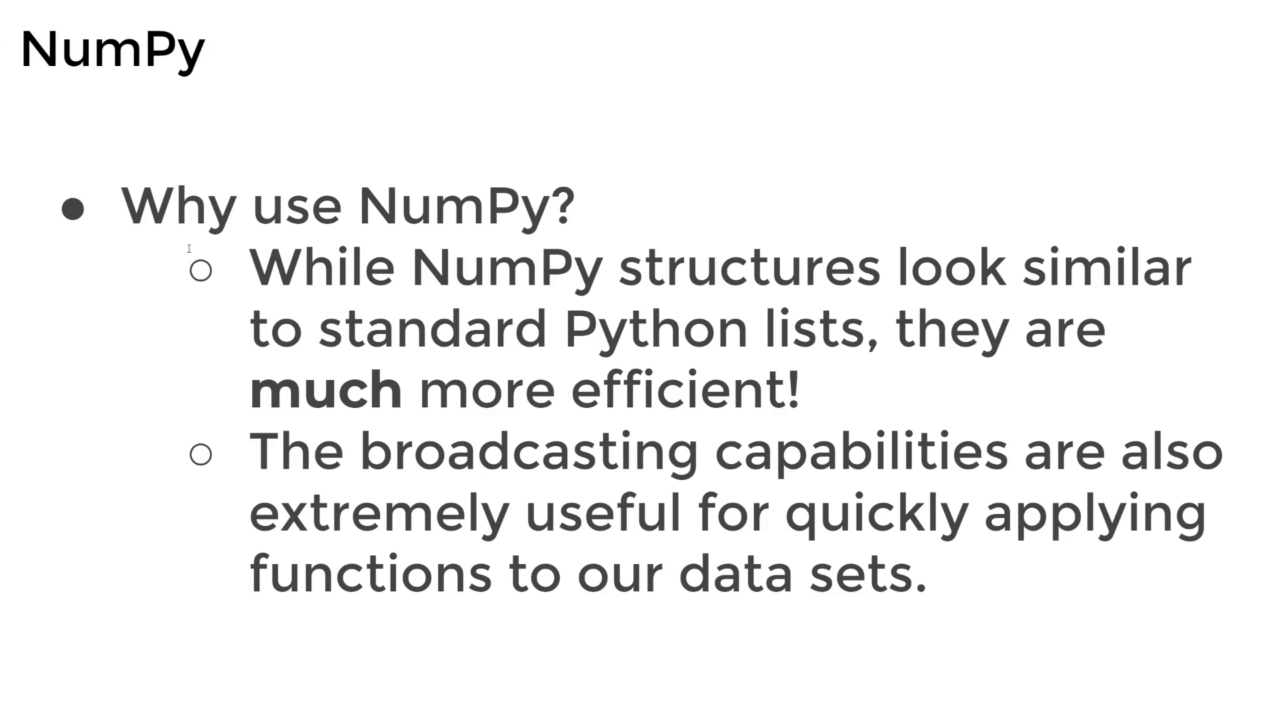 NumPy
● Why use NumPy?
○ While NumPy structures look similar
to standard Python lists, they are
much more efficient!
○ The broadcasting capabilities are also
extremely useful for quickly applying
functions to our data sets.